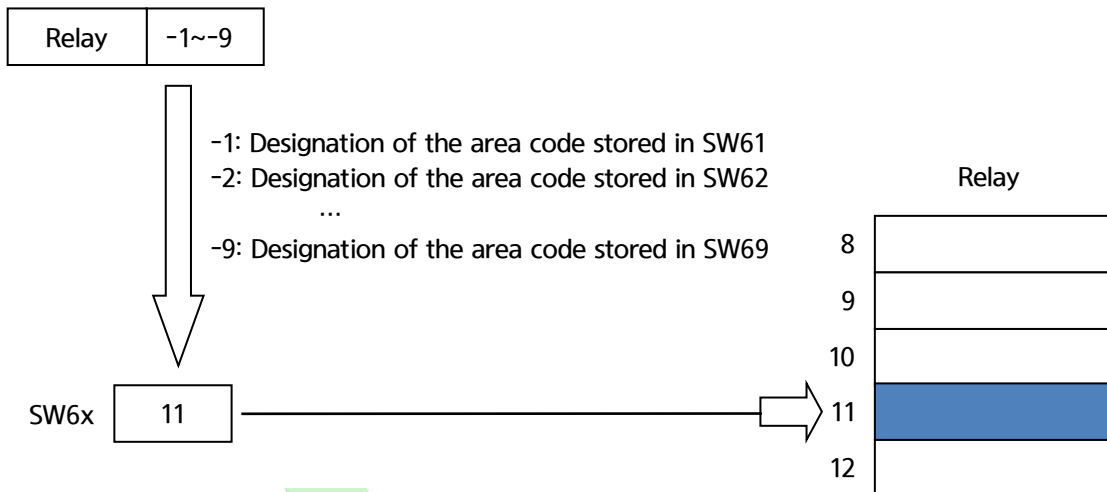 Relay -1~-9
-1: Designation of the area code stored in SW61
-2: Designation of the area code stored in SW62
...
-9: Designation of the area code stored in SW69
Relay
8
9
10
SW6x 11 11
12